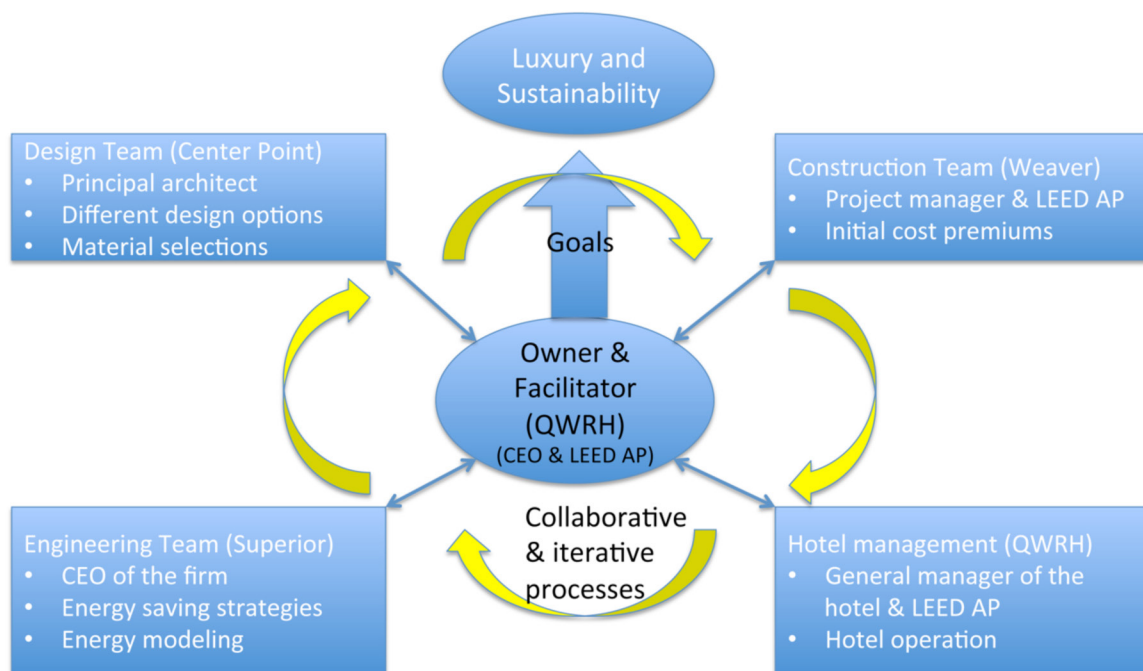 Luxury and
Sustainability
Design Team (Center Point)
• Principal architect
• Different design options
• Material selections
Construction Team (Weaver)
• Project manager & LEED AP
• Initial cost premiums
Goals
Owner &
Facilitator
(QWRH)
(CEO & LEED AP)
Collaborative
& iterative
processes
Engineering Team (Superior)
• CEO of the firm
• Energy saving strategies
• Energy modeling
Hotel management (QWRH)
• General manager of the
hotel & LEED AP
• Hotel operation